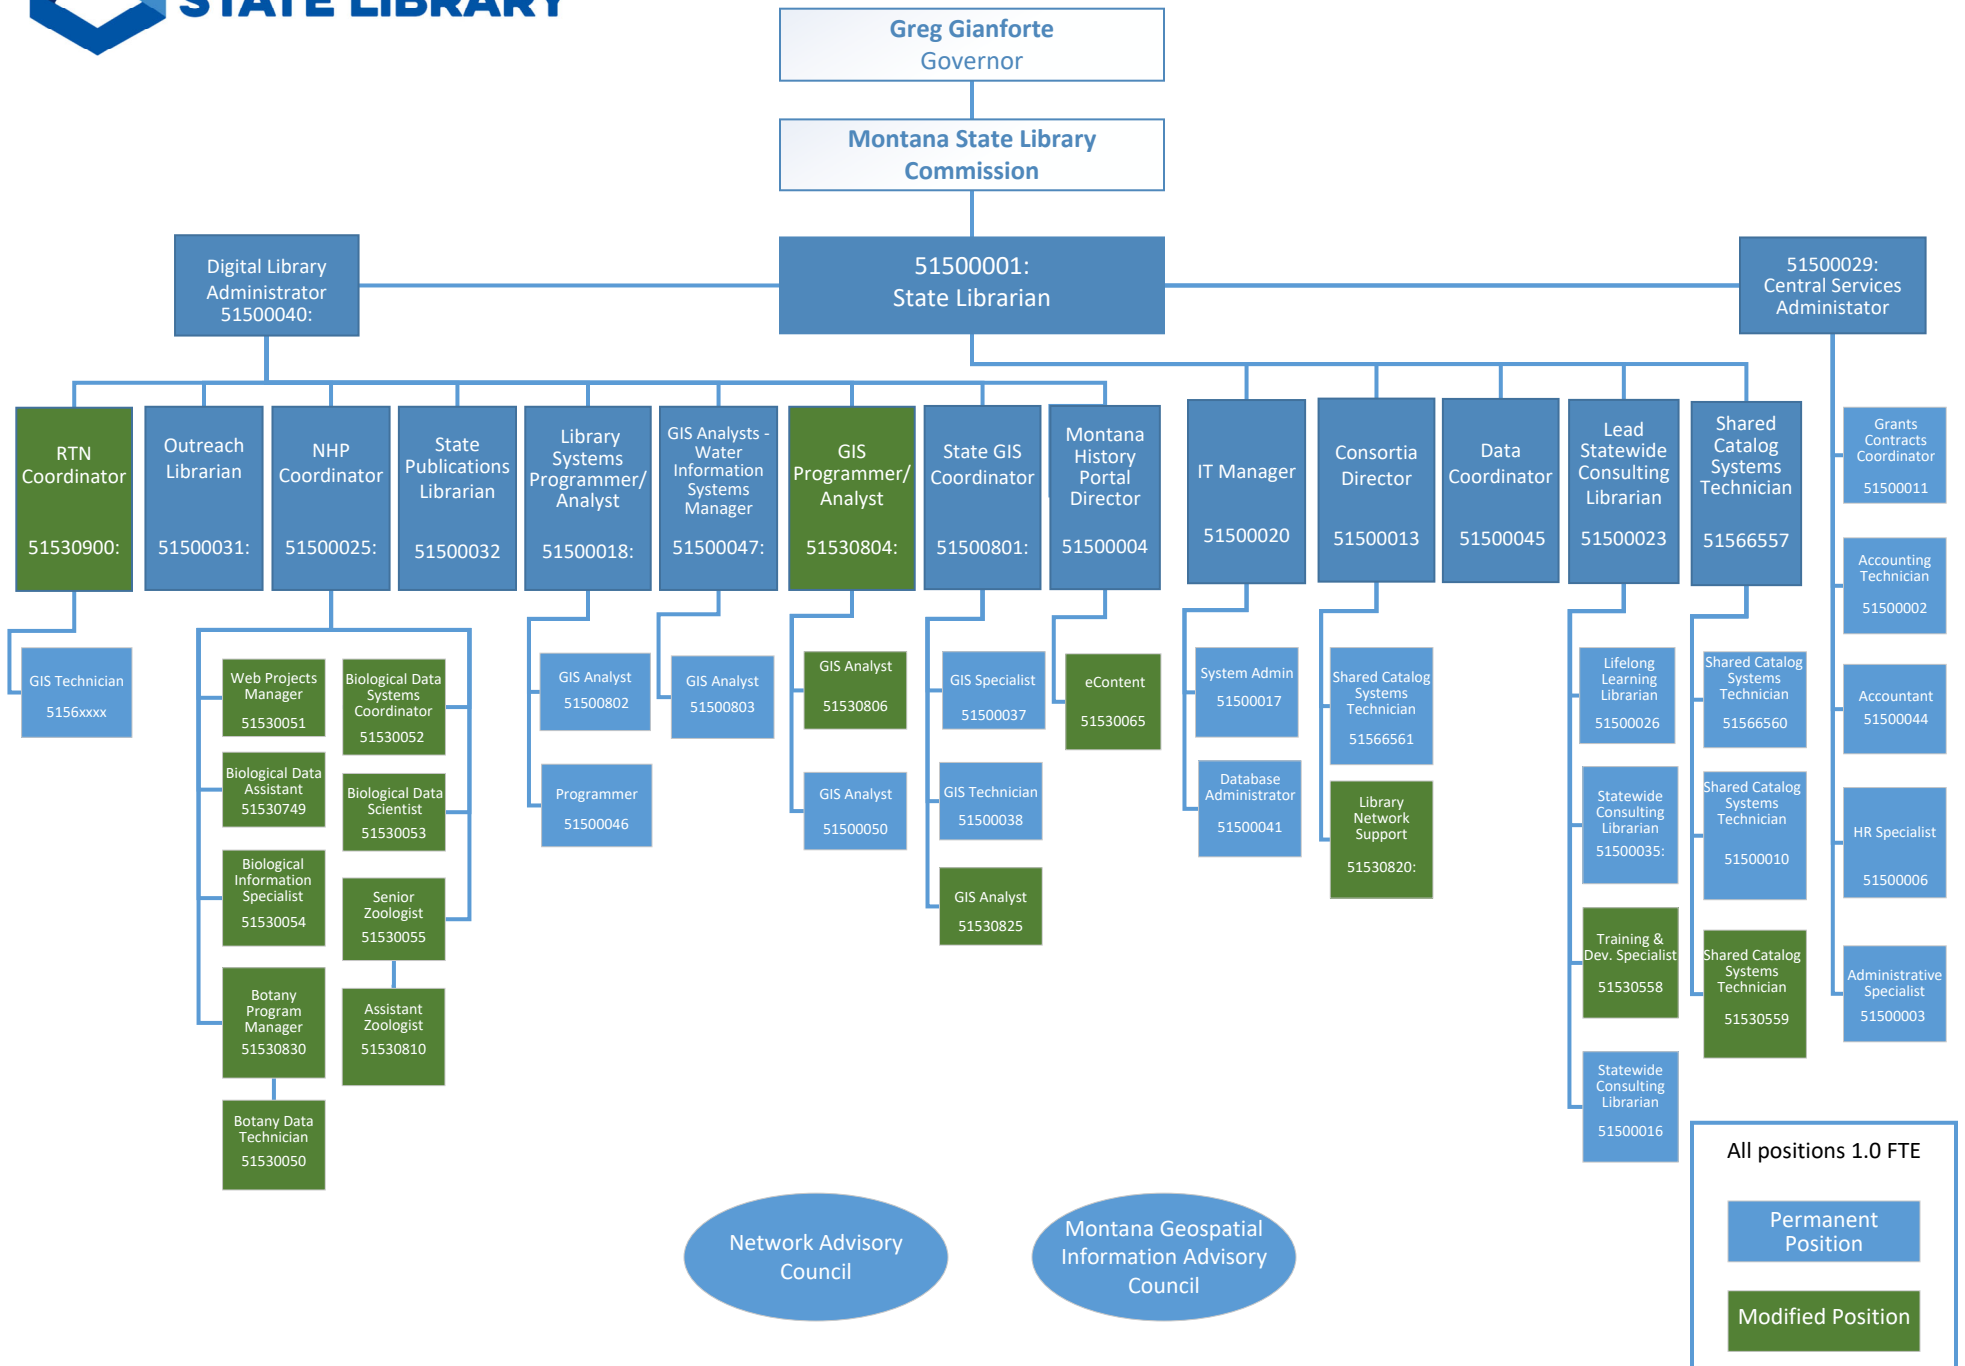 STATE LIBRARY
Greg Gianforte
Governor
Montana State Library
Commission
Digital Library
Administrator
51500040:
51500001:
State Librarian
51500029:
Central Services
Administator
RTN
Coordinator
51530900:
Outreach
Librarian
51500031:
NHP
Coordinator
51500025:
State
Publications
Librarian
51500032
Library
Systems
Programmer/
Analyst
51500018:
GIS Analysts -
Water
Information
Systems
Manager
51500047:
GIS
Programmer/
Analyst
51530804:
State GIS
Coordinator
51500801:
Montana
History
Portal
Director
51500004
IT Manager
51500020
Consortia
Director
51500013
Data
Coordinator
51500045
Lead
Statewide
Consulting
Librarian
51500023
Shared
Catalog
Systems
Technician
51566557
Grants
Contracts
Coordinator
51500011
Accounting
Technician
51500002
Accountant
51500044
HR Specialist
51500006
Administrative
Specialist
51500003
GIS Technician
5156xxxx
Web Projects
Manager
51530051
Biological Data
Assistant
51530749
Biological
Information
Specialist
51530054
Botany
Program
Manager
51530830
Botany Data
Technician
51530050
Biological Data
Systems
Coordinator
51530052
Biological Data
Scientist
51530053
Senior
Zoologist
51530055
Assistant
Zoologist
51530810
GIS Analyst
51500802
Programmer
51500046
GIS Analyst
51500803
GIS Analyst
51530806
GIS Analyst
51500050
GIS Specialist
51500037
GIS Technician
51500038
GIS Analyst
51530825
eContent
51530065
System Admin
51500017
Database
Administrator
51500041
Shared Catalog
Systems
Technician
51566561
Library
Network
Support
51530820:
Lifelong
Learning
Librarian
51500026
Statewide
Consulting
Librarian
51500035:
Training &
Dev. Specialist
51530558
Statewide
Consulting
Librarian
51500016
Shared Catalog
Systems
Technician
51566560
Shared Catalog
Systems
Technician
51500010
Shared Catalog
Systems
Technician
51530559
Network Advisory
Council
Montana Geospatial
Information Advisory
Council
All positions 1.0 FTE
Permanent
Position
Modified Position